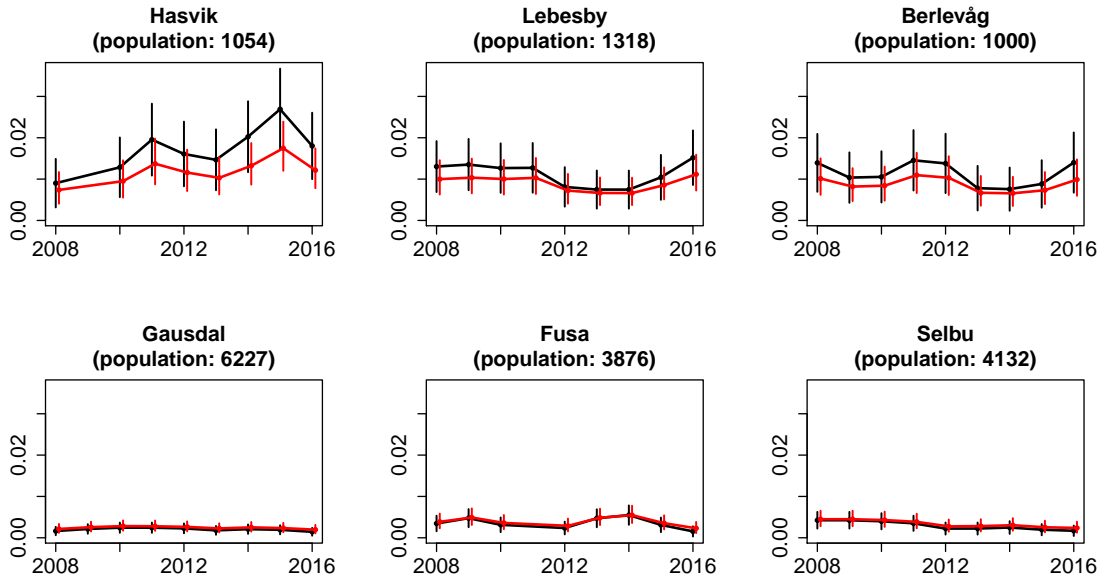 Hasvik
(population: 1054)
0.02
0.00
2008 2012 2016
Lebesby
(population: 1318)
0.02
0.00
2008 2012 2016
Berlevåg
(population: 1000)
0.02
0.00
2008 2012 2016
Gausdal
(population: 6227)
0.02
0.00
2008 2012 2016
Fusa
(population: 3876)
0.02
0.00
2008 2012 2016
Selbu
(population: 4132)
0.02
0.00
2008 2012 2016